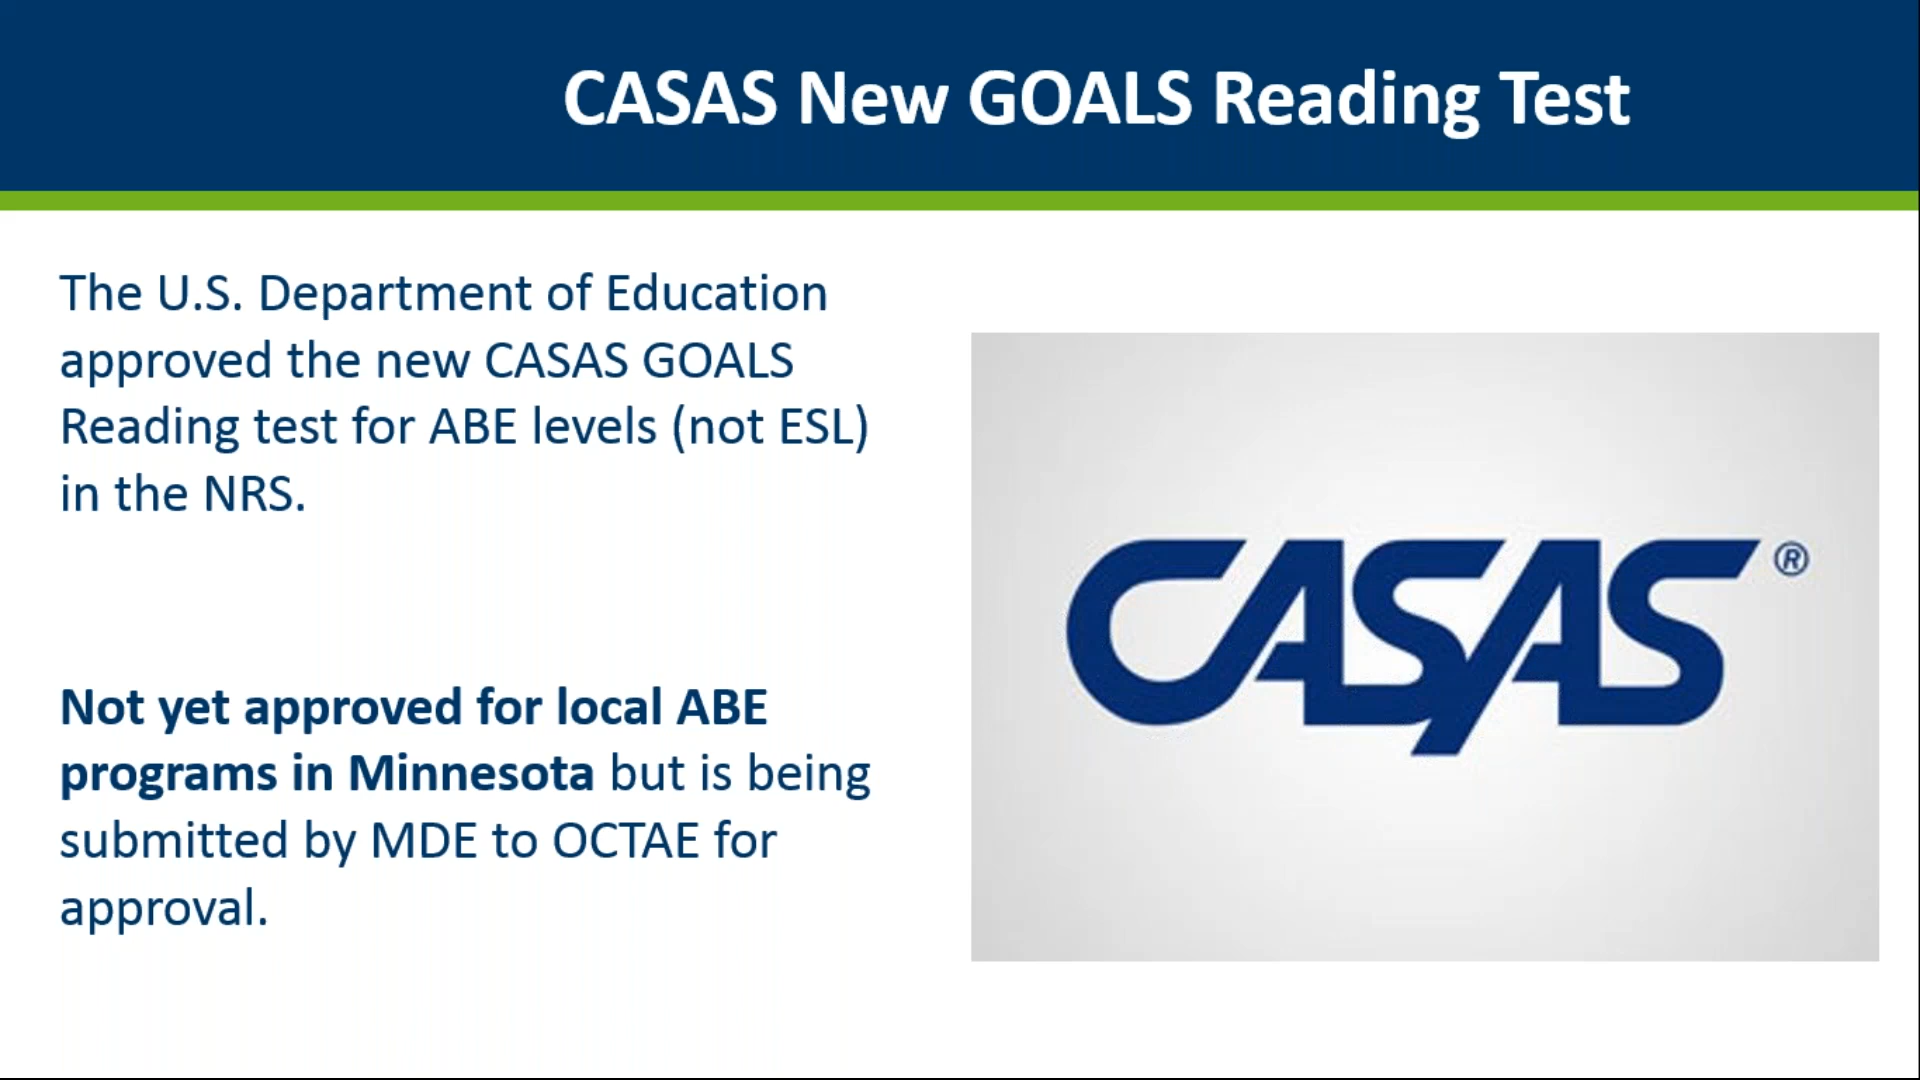 CASAS New GOALS Reading Test
The U.S. Department of Education
approved the new CASAS GOALS
Reading test for ABE levels (not ESL)
in the NRS.
Not yet approved for local ABE
programs in Minnesota but is being
submitted by MDE to OCTAE for
approval.
CASAS®